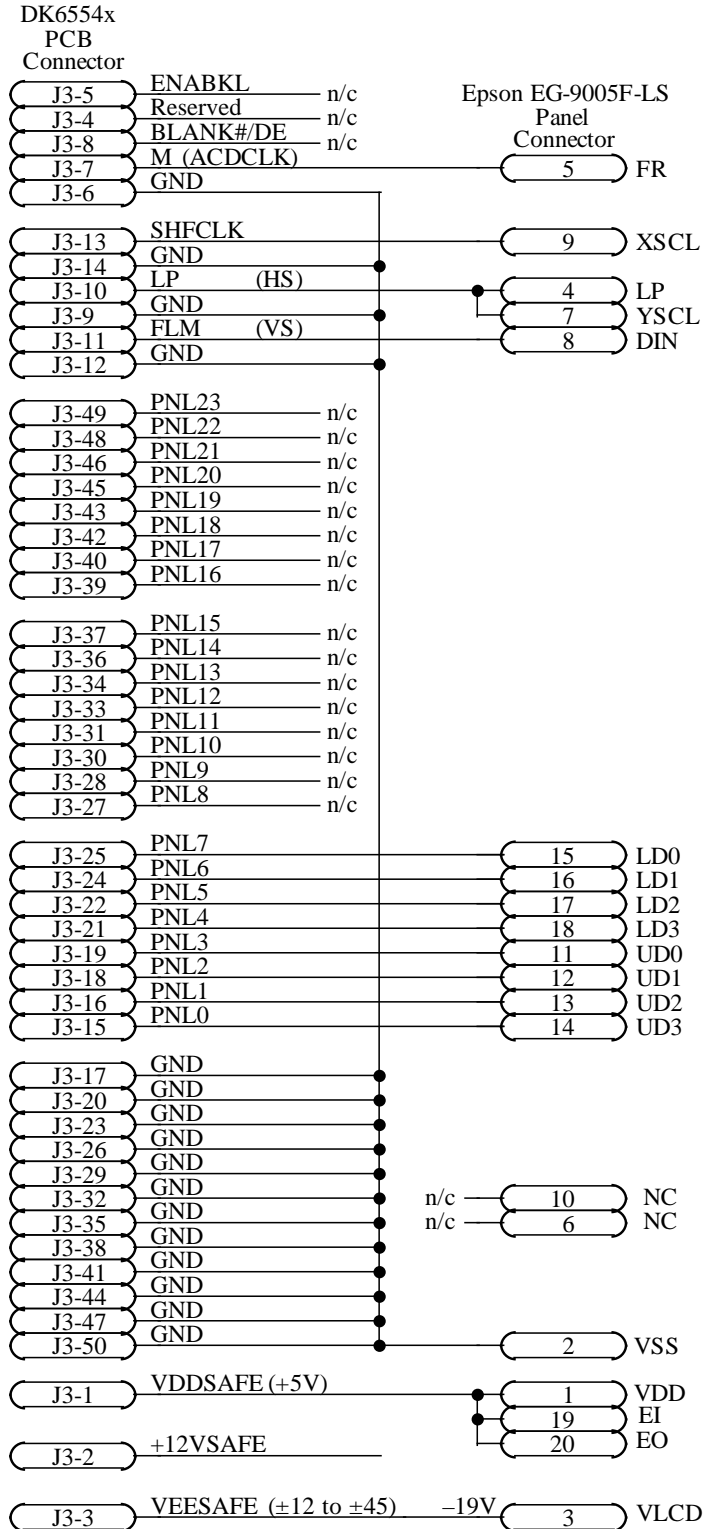 DK6554x
PCB
Connector
Epson EG-9005F-LS
Panel
Connector
J3-5 ENABKL n/c
J3-4 Reserved n/c
J3-8 BLANK#/DE n/c
J3-7 M (ACDCLK) 5 FR
J3-6 GND
J3-13 SHFCLK 9 XSCL
J3-14 GND
J3-10 LP (HS) 4 LP
J3-9 GND 7 YSCL
J3-11 FLM (VS) 8 DIN
J3-12 GND
J3-49 PNL23 n/c
J3-48 PNL22 n/c
J3-46 PNL21 n/c
J3-45 PNL20 n/c
J3-43 PNL19 n/c
J3-42 PNL18 n/c
J3-40 PNL17 n/c
J3-39 PNL16 n/c
J3-37 PNL15 n/c
J3-36 PNL14 n/c
J3-34 PNL13 n/c
J3-33 PNL12 n/c
J3-31 PNL11 n/c
J3-30 PNL10 n/c
J3-28 PNL9 n/c
J3-27 PNL8 n/c
J3-25 PNL7 15 LD0
J3-24 PNL6 16 LD1
J3-22 PNL5 17 LD2
J3-21 PNL4 18 LD3
J3-19 PNL3 11 UD0
J3-18 PNL2 12 UD1
J3-16 PNL1 13 UD2
J3-15 PNL0 14 UD3
J3-17 GND
J3-20 GND
J3-23 GND
J3-26 GND
J3-29 GND
J3-32 GND n/c 10 NC
J3-35 GND n/c 6 NC
J3-38 GND
J3-41 GND
J3-44 GND
J3-47 GND
J3-50 GND 2 VSS
J3-1 VDDSAFE (+5V) 1 VDD
19 EI
20 EO
J3-2 +12VSAFE
J3-3 VEESAFE (±12 to ±45) –19V 3 VLCD